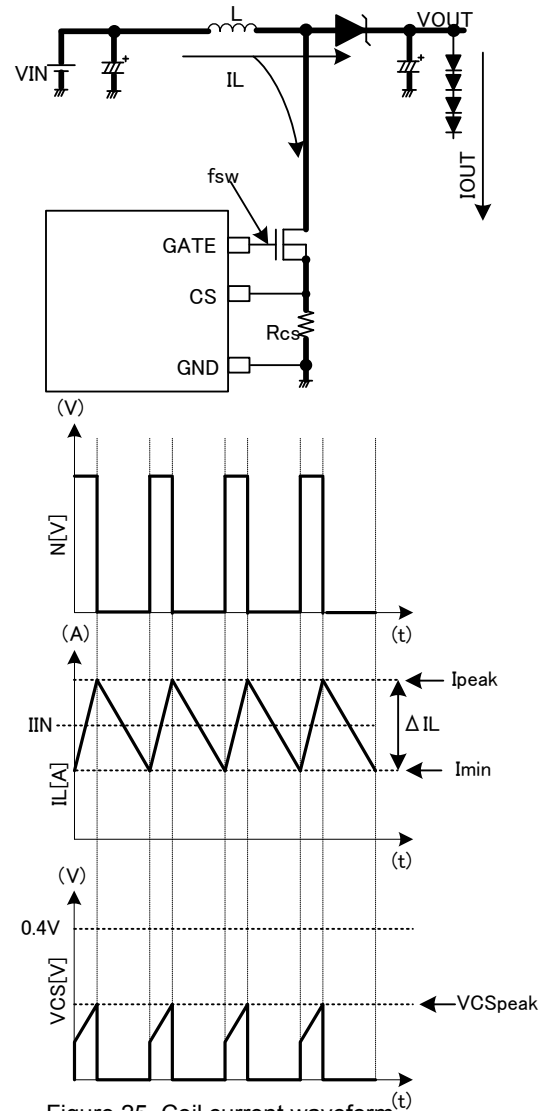 L
VOUT
VIN
IL
IOUT
fsw
GATE
CS
Rcs
GND
(V)
N[V]
(t)
(A)
Ipeak
IIN
ΔIL
IL[A]
Imin
(t)
(V)
0.4V
VCS[V]
VCSpeak
(t)
Figure 25. Coil current waveform